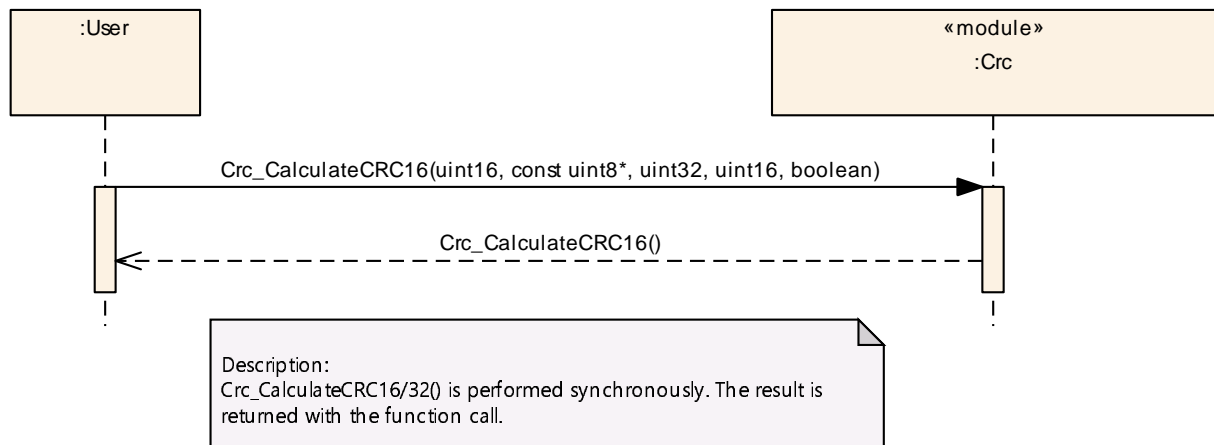 :User
«module»
:Crc
Crc_CalculateCRC16(uint16, const uint8*, uint32, uint16, boolean)
Crc_CalculateCRC16()
Description:
Crc_CalculateCRC16/32() is performed synchronously. The result is
returned with the function call.